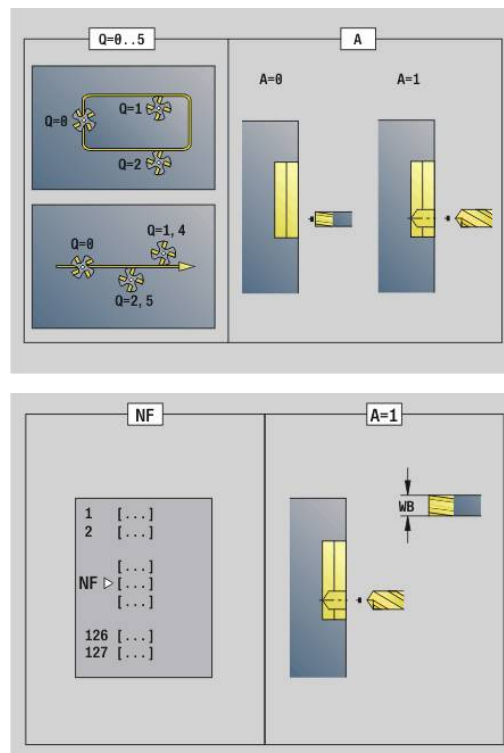 Q=0..5
Q=0
Q=1
Q=2
Q=0
Q=1,4
Q=2,5
A
A=0
A=1
NF
1 [...]
2 [...]
[...]
NF [...]
[...]
126 [...]
127 [...]
A=1
WB